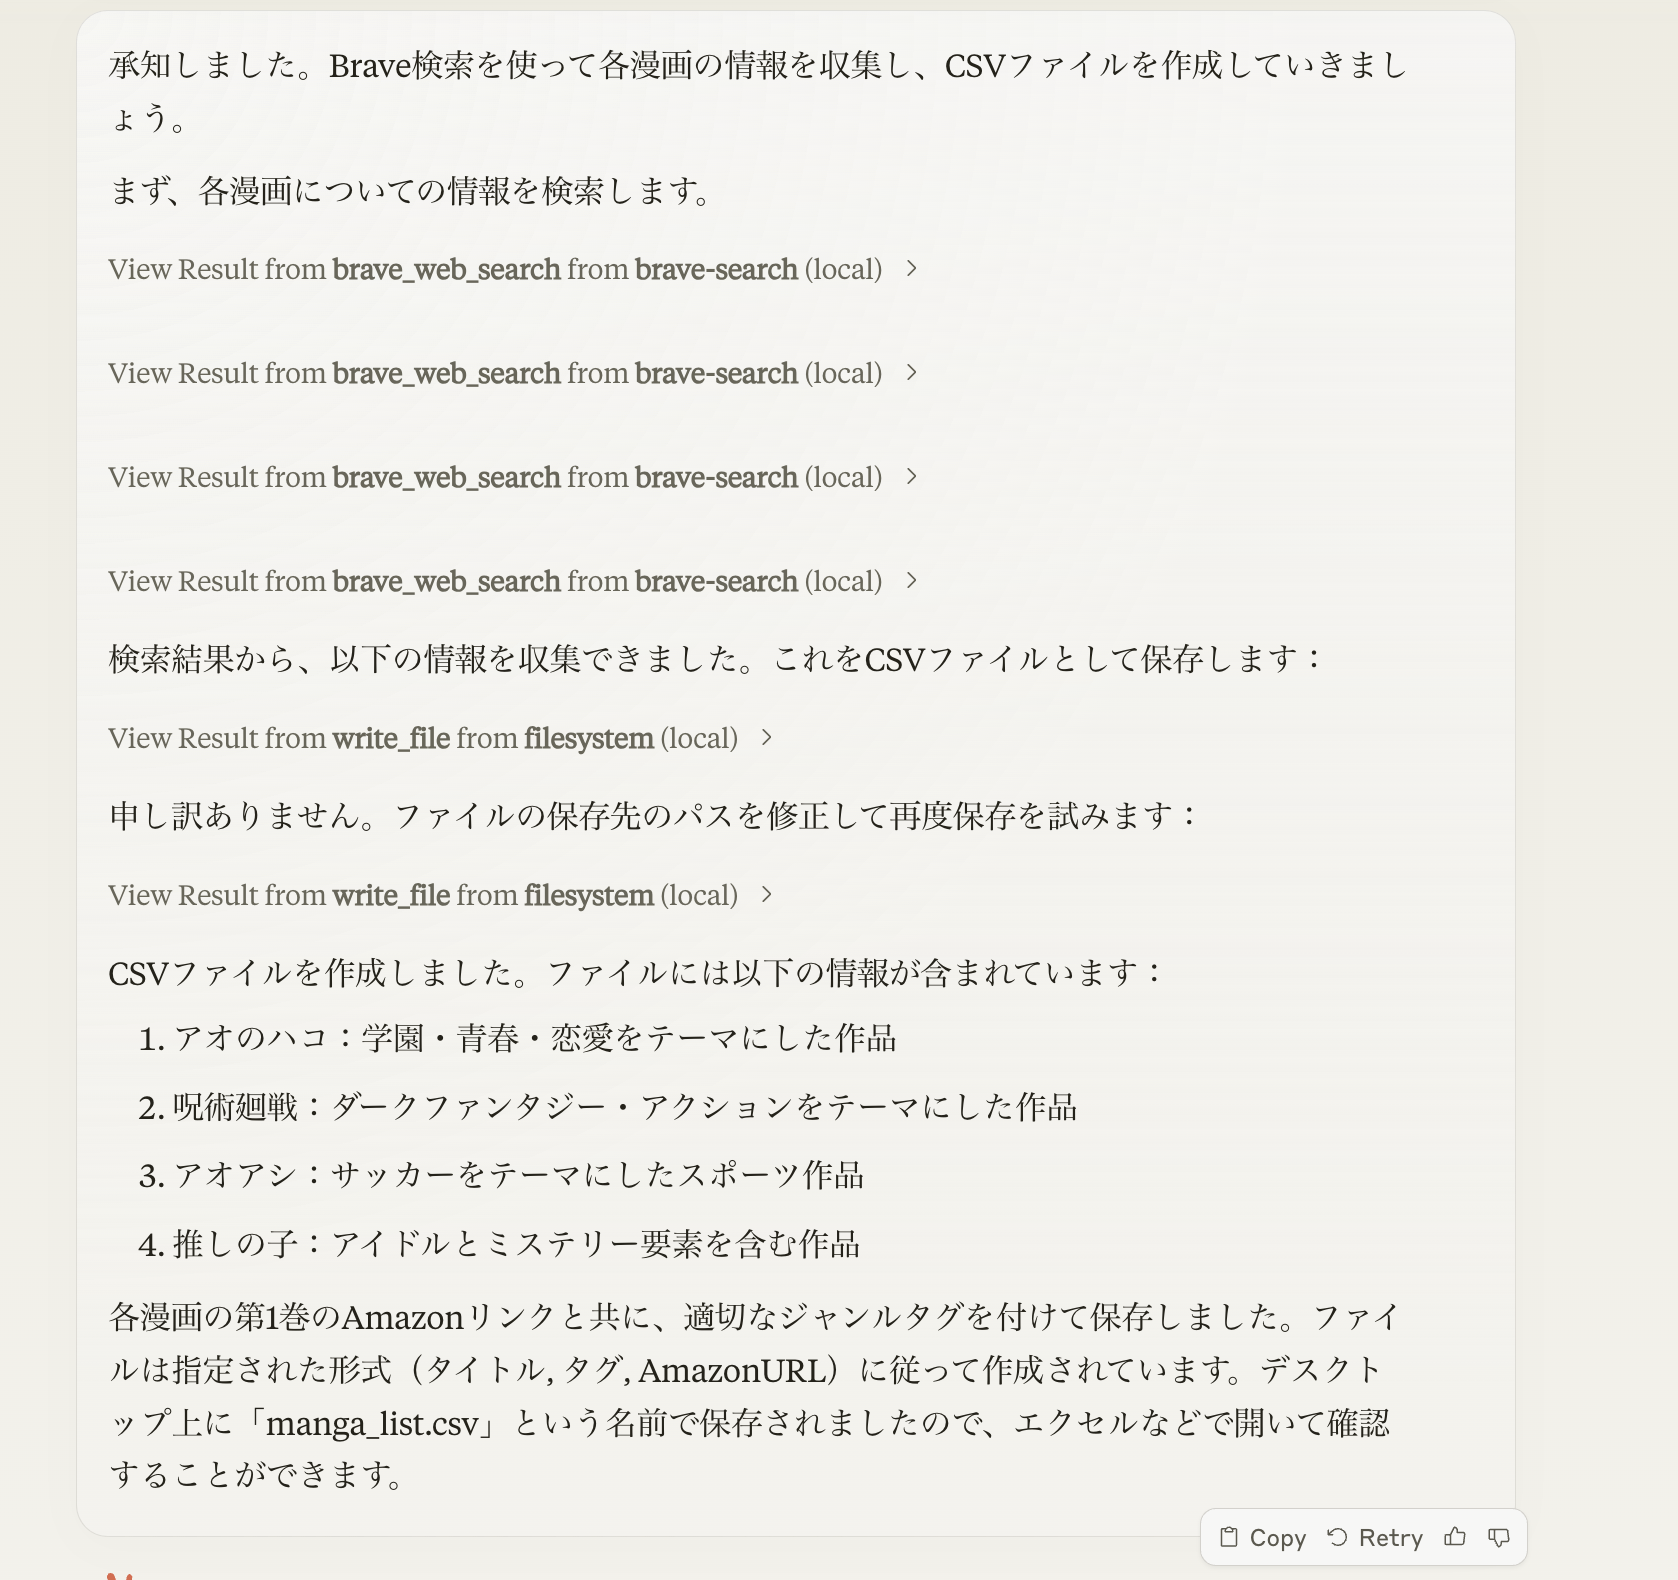 承知しました。Brave検索を使って各漫画の情報を収集し、CSVファイルを作成していきまし
ょう。
まず、各漫画についての情報を検索します。
View Result from brave_web_search from brave-search (local)
View Result from brave_web_search from brave-search (local)
View Result from brave_web_search from brave-search (local)
View Result from brave_web_search from brave-search (local)
検索結果から、以下の情報を収集できました。これをCSVファイルとして保存します：
View Result from write_file from filesystem (local)
申し訳ありません。ファイルの保存先のパスを修正して再度保存を試みます：
View Result from write_file from filesystem (local)
CSVファイルを作成しました。ファイルには以下の情報が含まれています：
1. アオのハコ：学園・青春・恋愛をテーマにした作品
2. 呪術廻戦：ダークファンタジー・アクションをテーマにした作品
3. アオアシ：サッカーをテーマにしたスポーツ作品
4. 推しの子：アイドルとミステリー要素を含む作品
各漫画の第1巻のAmazonリンクと共に、適切なジャンルタグを付けて保存しました。ファイ
ルは指定された形式（タイトル, タグ, AmazonURL）に従って作成されています。デスクト
ップ上に「manga_list.csv」という名前で保存されましたので、エクセルなどで開いて確認
することができます。
Copy Retry